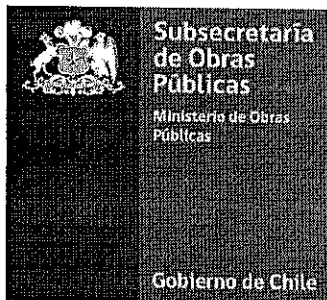 Subsecretaría
de Obras
Públicas
Ministerio de Obras
Públicas
Gobierno de Chile